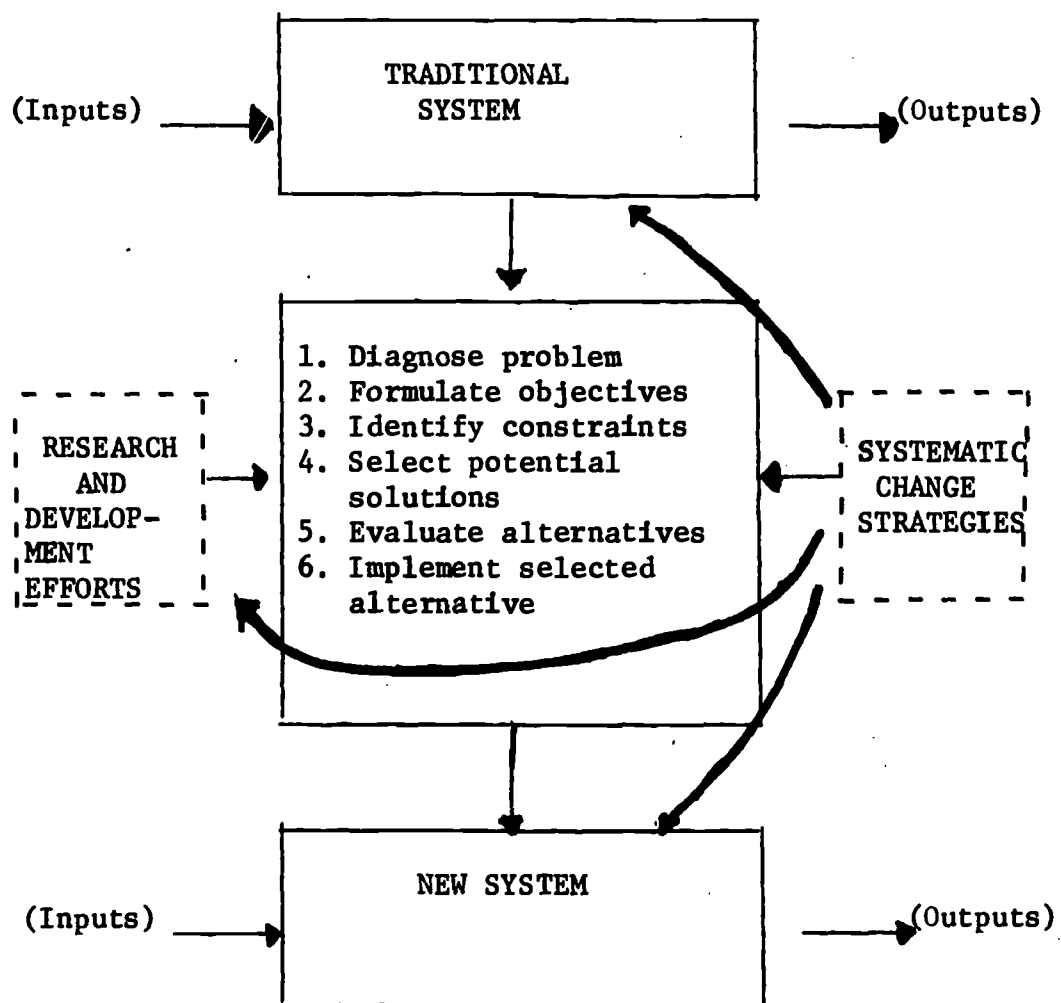 TRADITIONAL
SYSTEM
(Inputs)
(Outputs)
1. Diagnose problem
2. Formulate objectives
3. Identify constraints
4. Select potential
solutions
5. Evaluate alternatives
6. Implement selected
alternative
RESEARCH
AND
DEVELOP-
MENT
EFFORTS
SYSTEMATIC
CHANGE
STRATEGIES
NEW SYSTEM
(Inputs)
(Outputs)